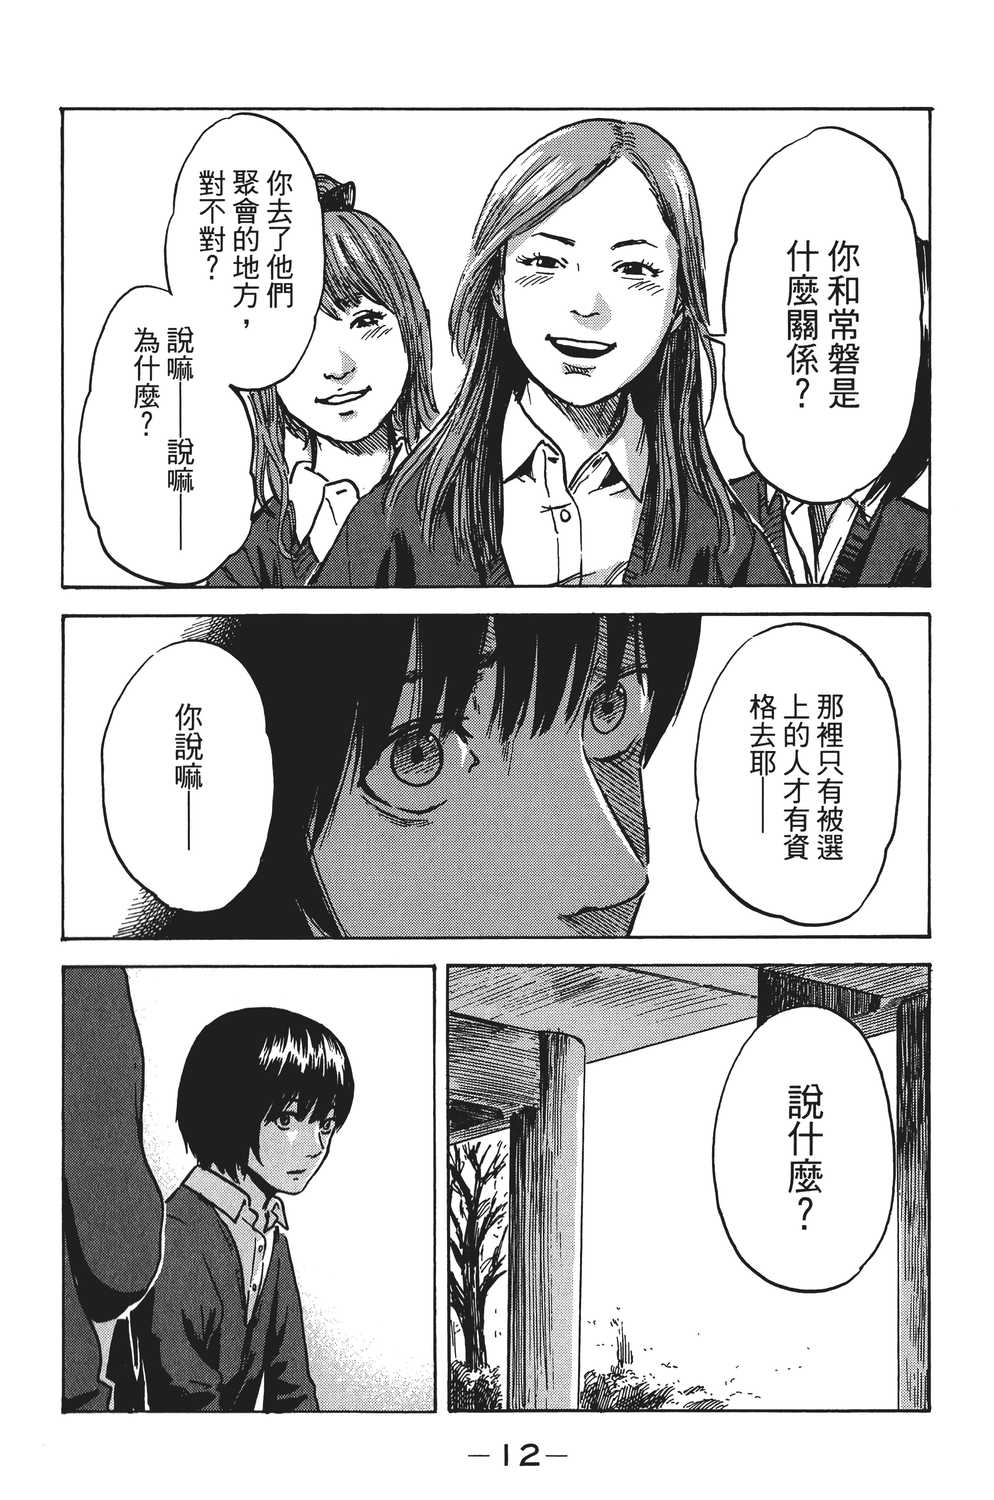 你和常磐是
什麼關係？
你去了他們
聚會的地方，
對不對？
說嘛——說嘛——
為什麼？
那裡只有被選
上的人才有資
格去耶——
你說嘛——
說什麼？
—12—